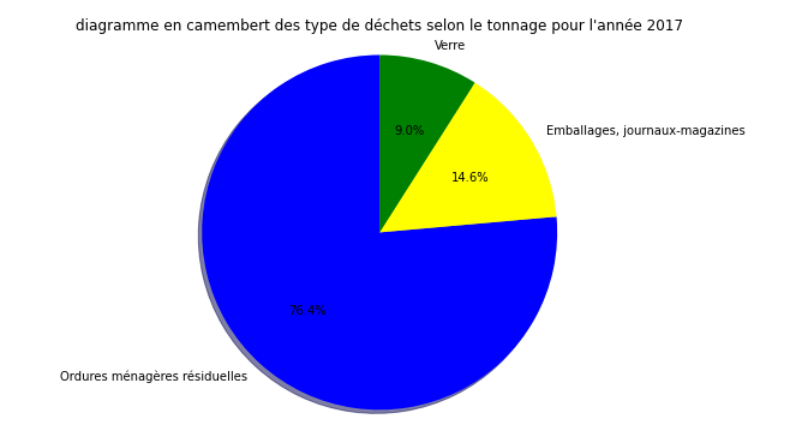 diagramme en camembert des type de déchets selon le tonnage pour l'année 2017
Verre
9.0%
Emballages, journaux-magazines
14.6%
76.4%
Ordures ménagères résiduelles